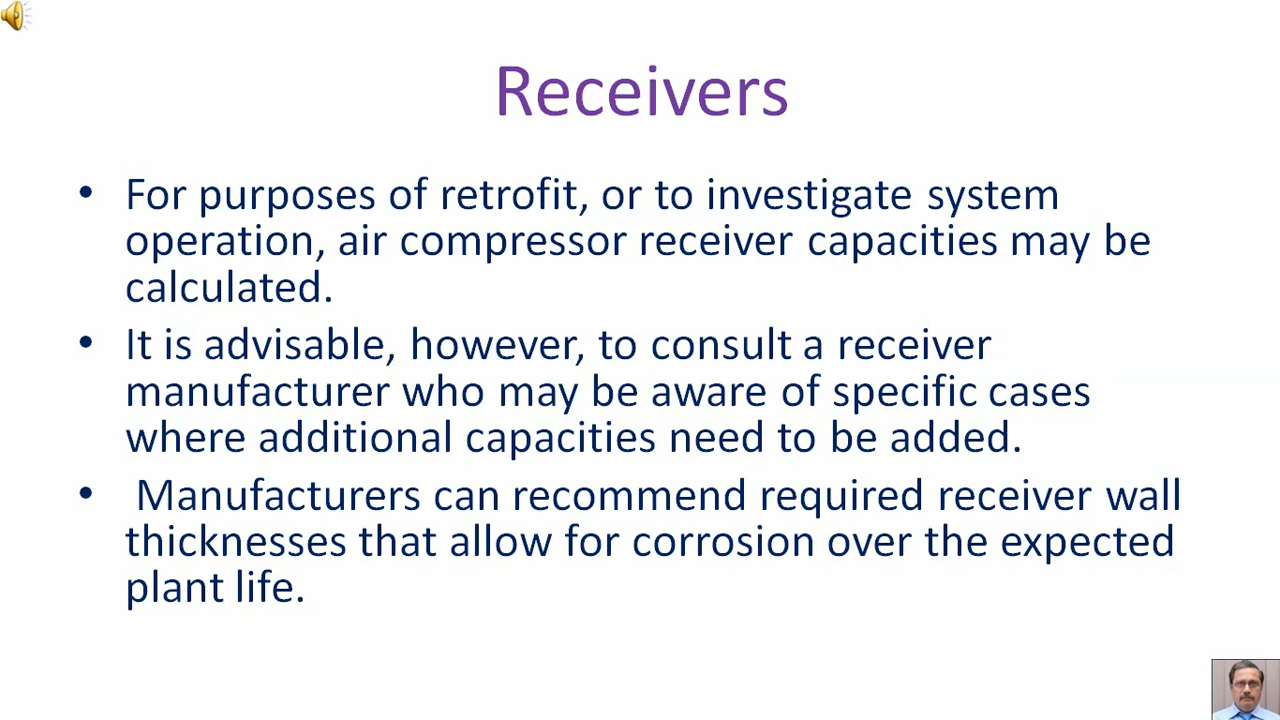 Receivers
• For purposes of retrofit, or to investigate system
operation, air compressor receiver capacities may be
calculated.
• It is advisable, however, to consult a receiver
manufacturer who may be aware of specific cases
where additional capacities need to be added.
• Manufacturers can recommend required receiver wall
thicknesses that allow for corrosion over the expected
plant life.